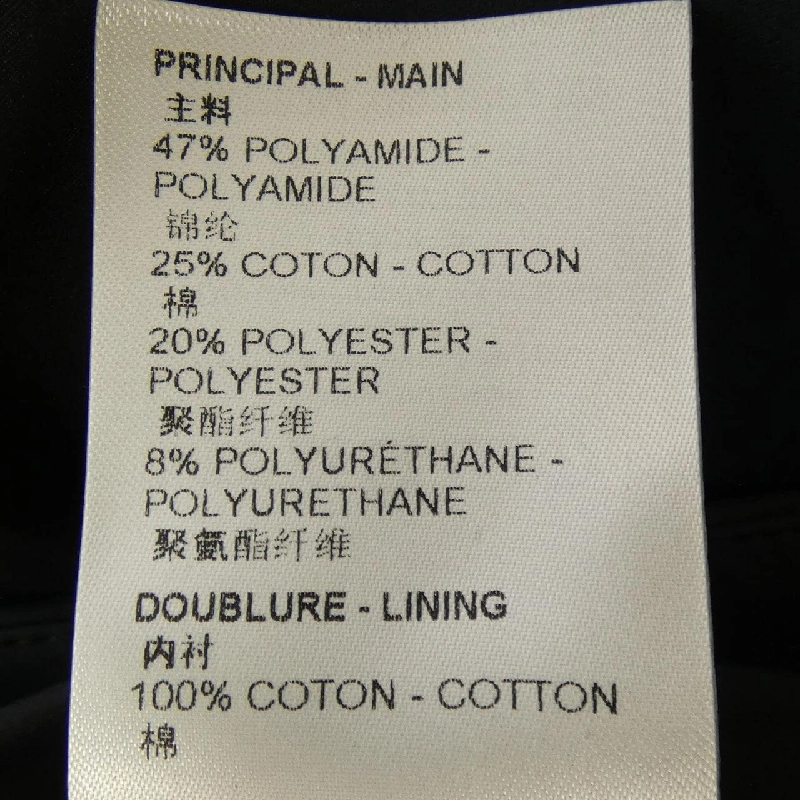 PRINCIPAL - MAIN
主料
47% POLYAMIDE -
POLYAMIDE
锦纶
25% COTON - COTTON
棉
20% POLYESTER -
POLYESTER
聚酯纤维
8% POLYURÉTHANE -
POLYURETHANE
聚氨酯纤维
DOUBLURE - LINING
内衬
100% COTON - COTTON
棉